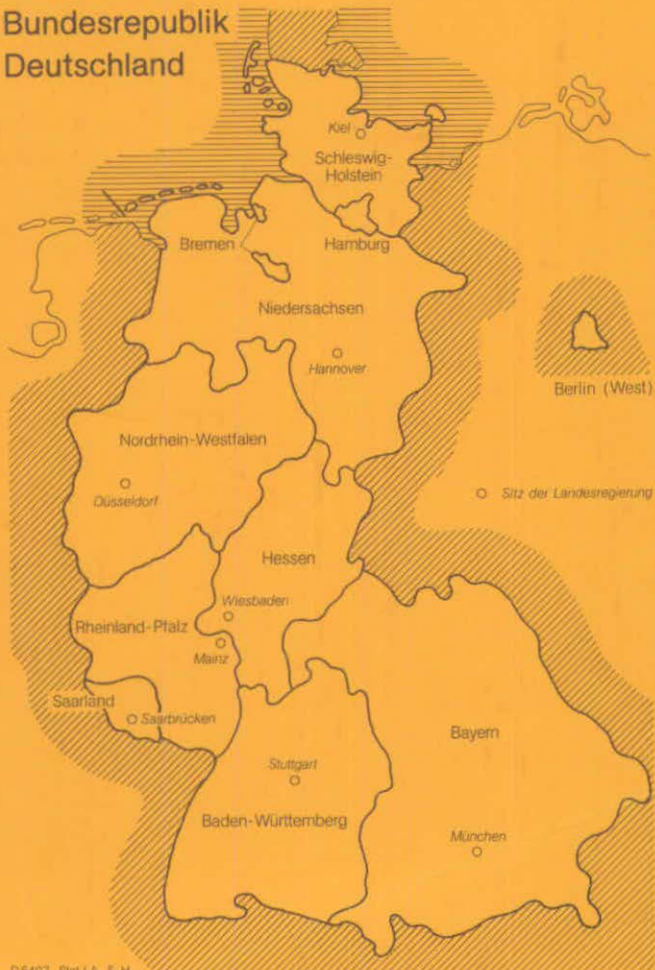 Bundesrepublik
Deutschland
Kiel
Schleswig-
Holstein
Bremen
Hamburg
Niedersachsen
Hannover
Berlin (West)
Nordrhein-Westfalen
Düsseldorf
Sitz der Landesregierung
Hessen
Wiesbaden
Rheinland-Pfalz
Mainz
Saarland
Saarbrücken
Bayern
Stuttgart
Baden-Württemberg
München